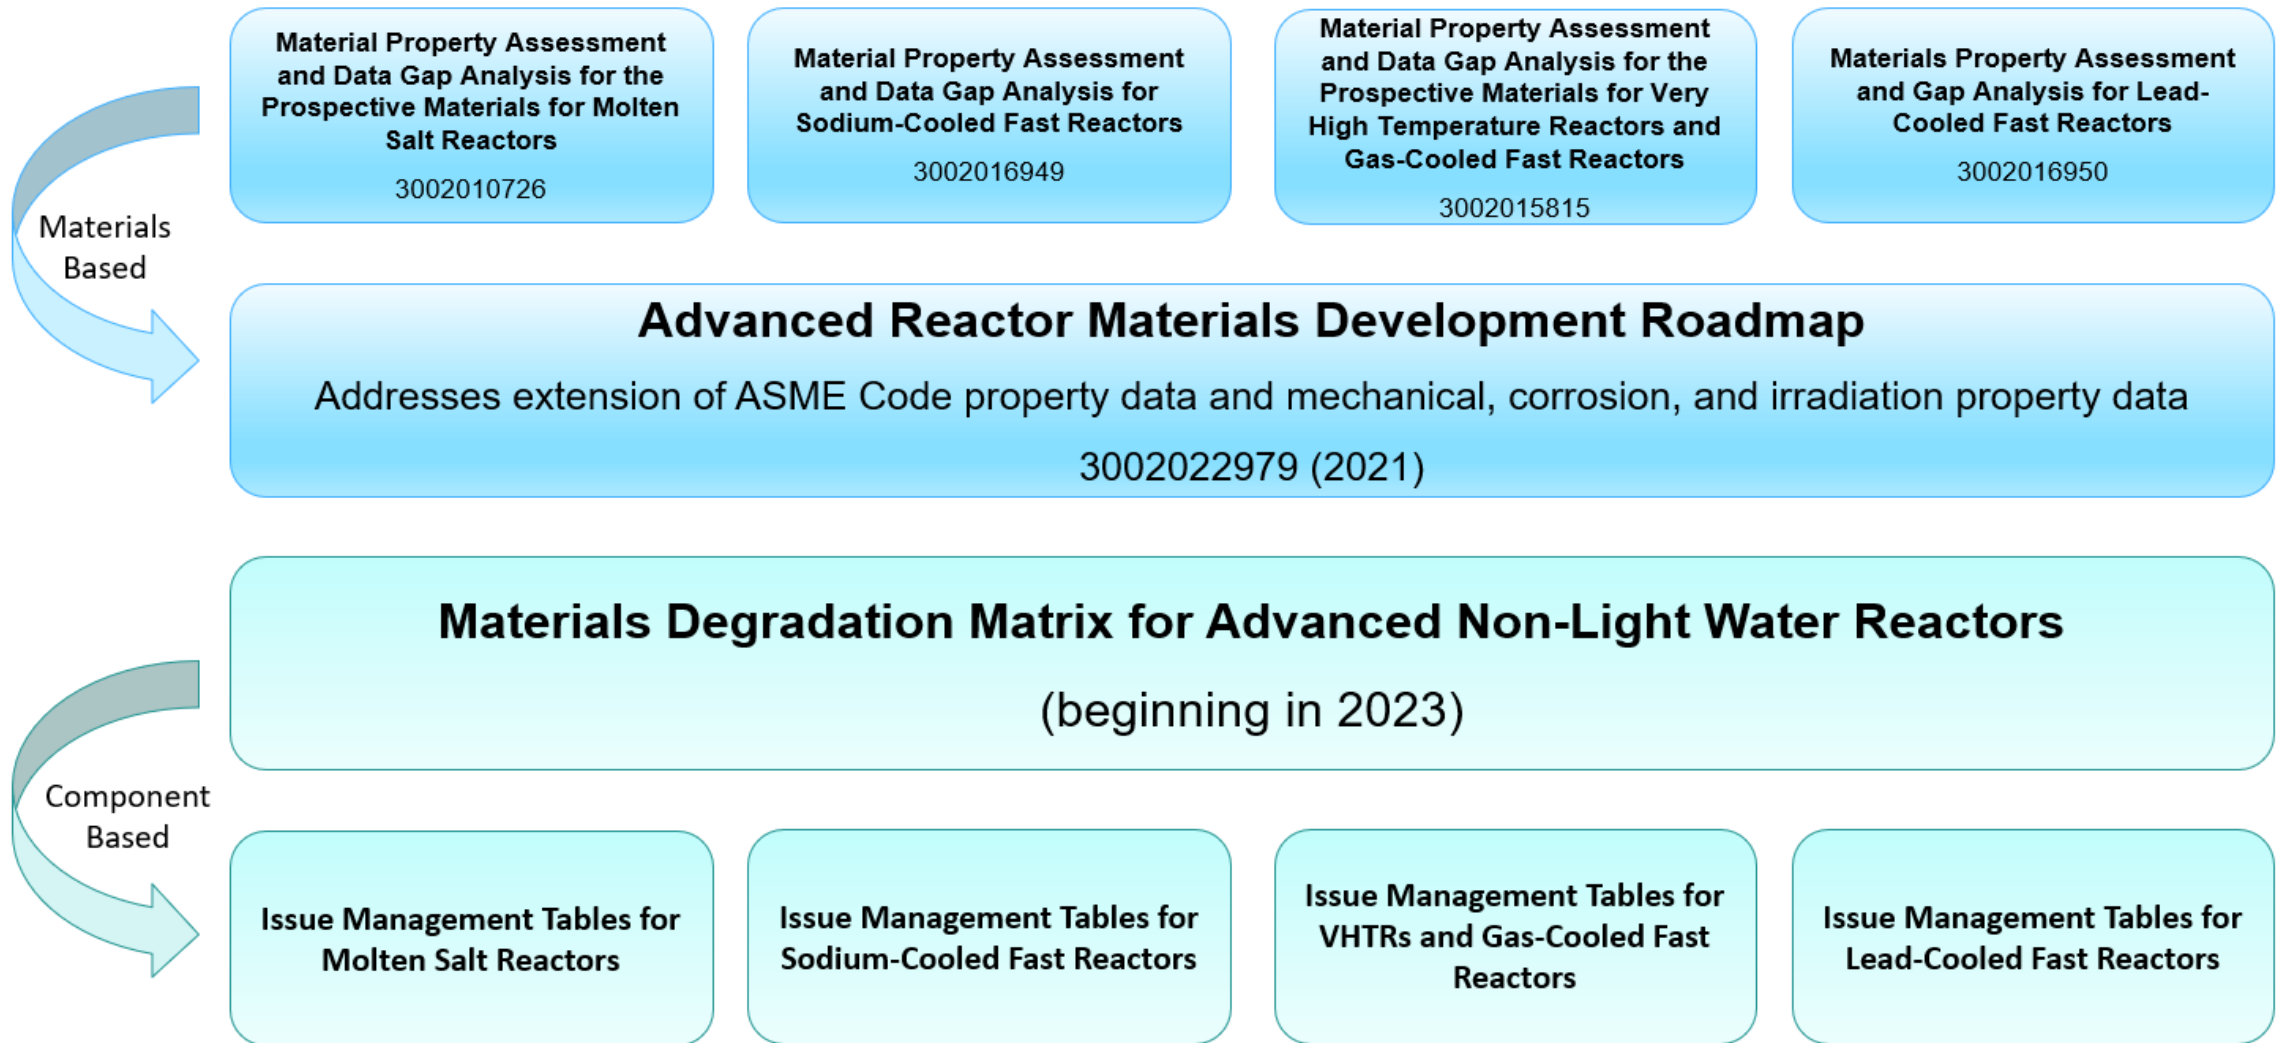 Material Property Assessment
and Data Gap Analysis for the
Prospective Materials for Molten
Salt Reactors
3002010726
Material Property Assessment
and Data Gap Analysis for
Sodium-Cooled Fast Reactors
3002016949
Material Property Assessment
and Data Gap Analysis for the
Prospective Materials for Very
High Temperature Reactors and
Gas-Cooled Fast Reactors
3002015815
Materials Property Assessment
and Gap Analysis for Lead-
Cooled Fast Reactors
3002016950
Materials
Based
Advanced Reactor Materials Development Roadmap
Addresses extension of ASME Code property data and mechanical, corrosion, and irradiation property data
3002022979 (2021)
Materials Degradation Matrix for Advanced Non-Light Water Reactors
(beginning in 2023)
Component
Based
Issue Management Tables for
Molten Salt Reactors
Issue Management Tables for
Sodium-Cooled Fast Reactors
Issue Management Tables for
VHTRs and Gas-Cooled Fast
Reactors
Issue Management Tables for
Lead-Cooled Fast Reactors